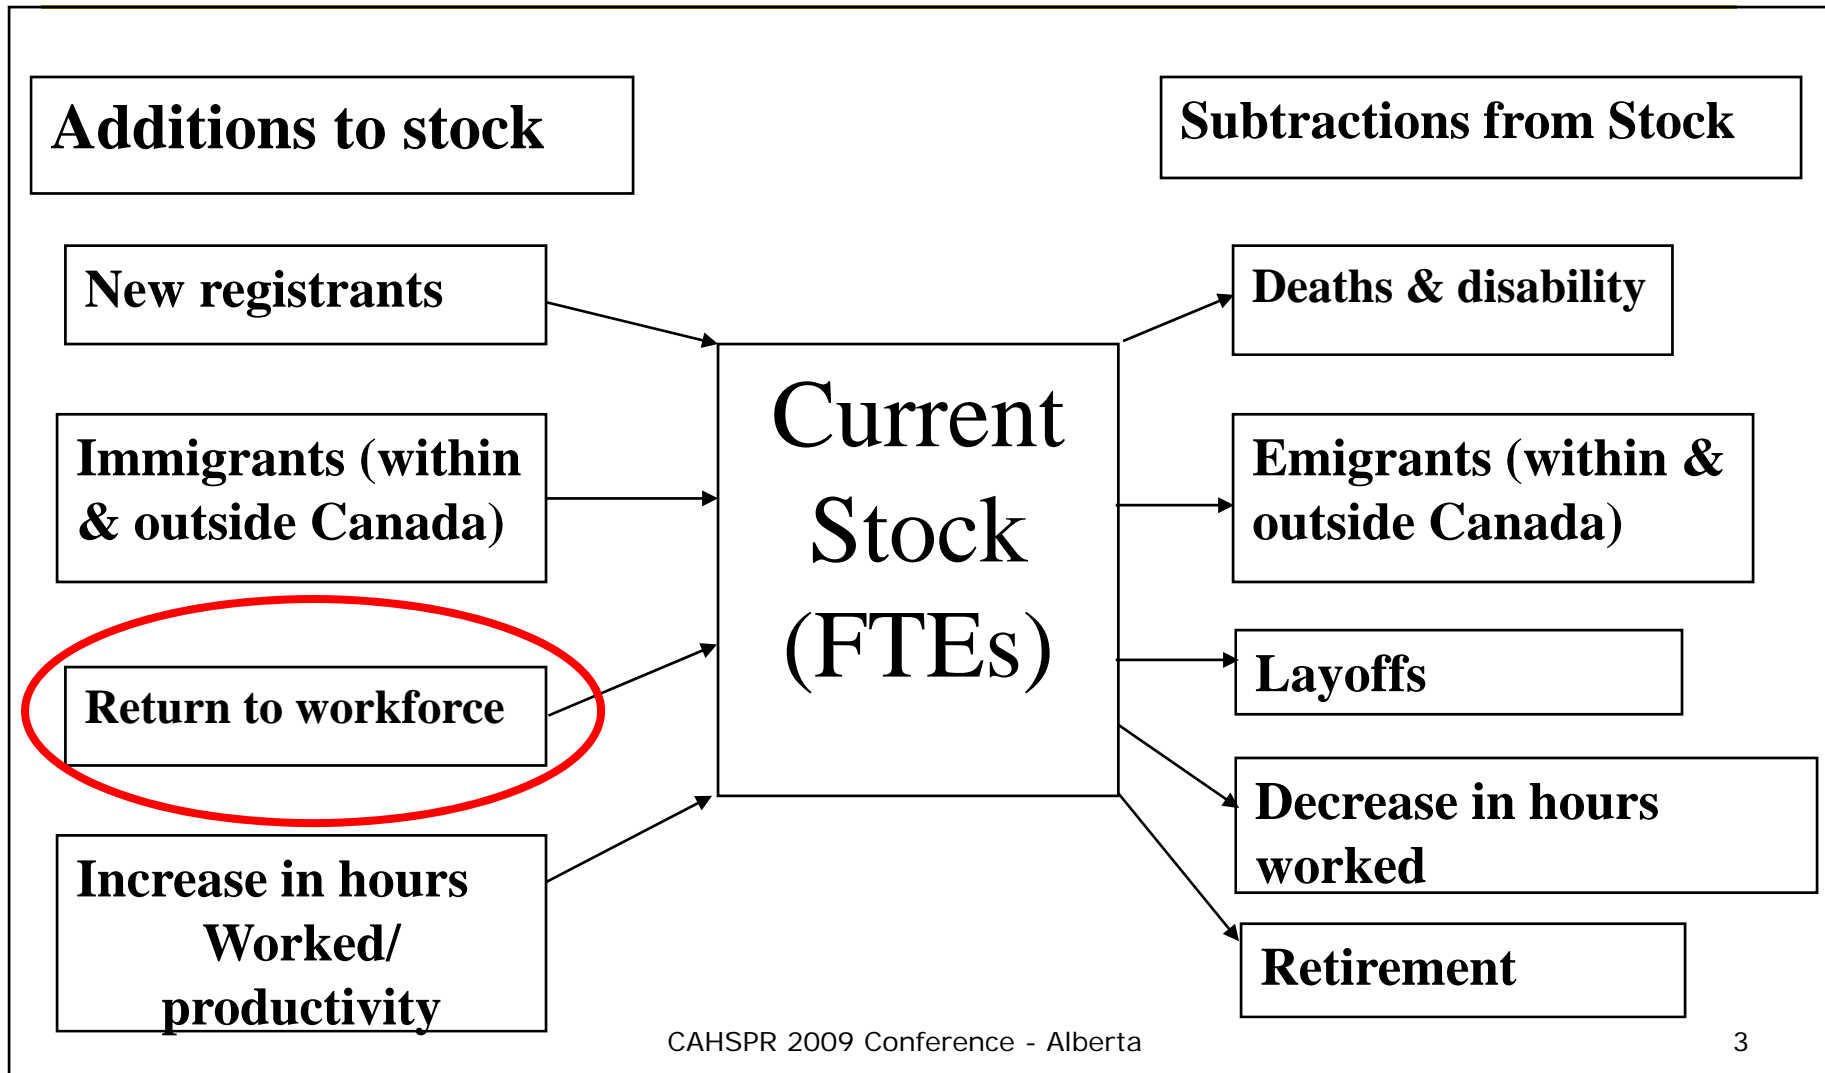 Additions to stock
Subtractions from Stock
New registrants
Immigrants (within
& outside Canada)
Return to workforce
Increase in hours
Worked/
productivity
Current
Stock
(FTEs)
Deaths & disability
Emigrants (within &
outside Canada)
Layoffs
Decrease in hours
worked
Retirement
CAHSPR 2009 Conference - Alberta
3